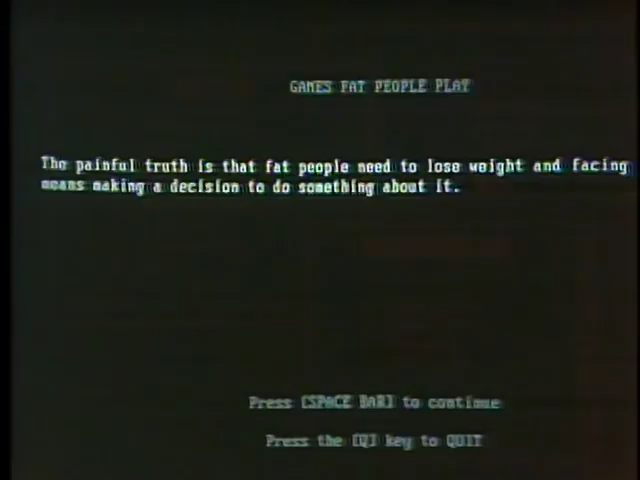 GAMES FAT PEOPLE PLAY
The painful truth is that fat people need to lose weight and facing
means making a decision to do something about it.
Press [SPACE BAR] to continue
Press the [Q] key to QUIT